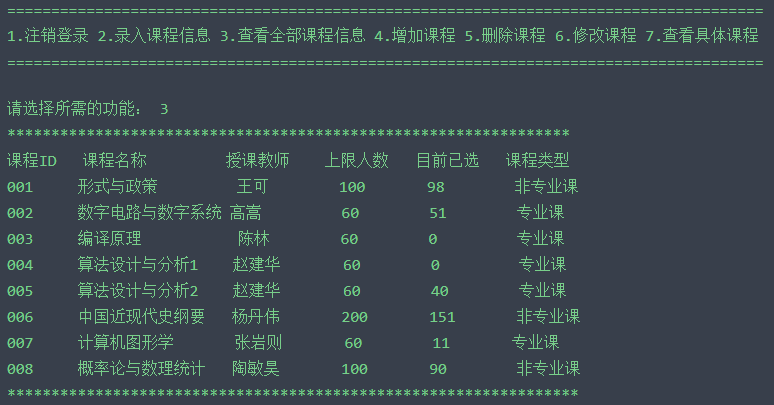 ======================================================================================
1.注销登录 2.录入课程信息 3.查看全部课程信息 4.增加课程 5.删除课程 6.修改课程 7.查看具体课程
======================================================================================
请选择所需的功能： 3
****************************************************************
课程ID 课程名称 授课教师 上限人数 目前已选 课程类型
001 形式与政策 王可 100 98 非专业课
002 数字电路与数字系统 高嵩 60 51 专业课
003 编译原理 陈林 60 0 专业课
004 算法设计与分析1 赵建华 60 0 专业课
005 算法设计与分析2 赵建华 60 40 专业课
006 中国近现代史纲要 杨丹伟 200 151 非专业课
007 计算机图形学 张岩则 60 11 专业课
008 概率论与数理统计 陶敏昊 100 90 非专业课
*****************************************************************